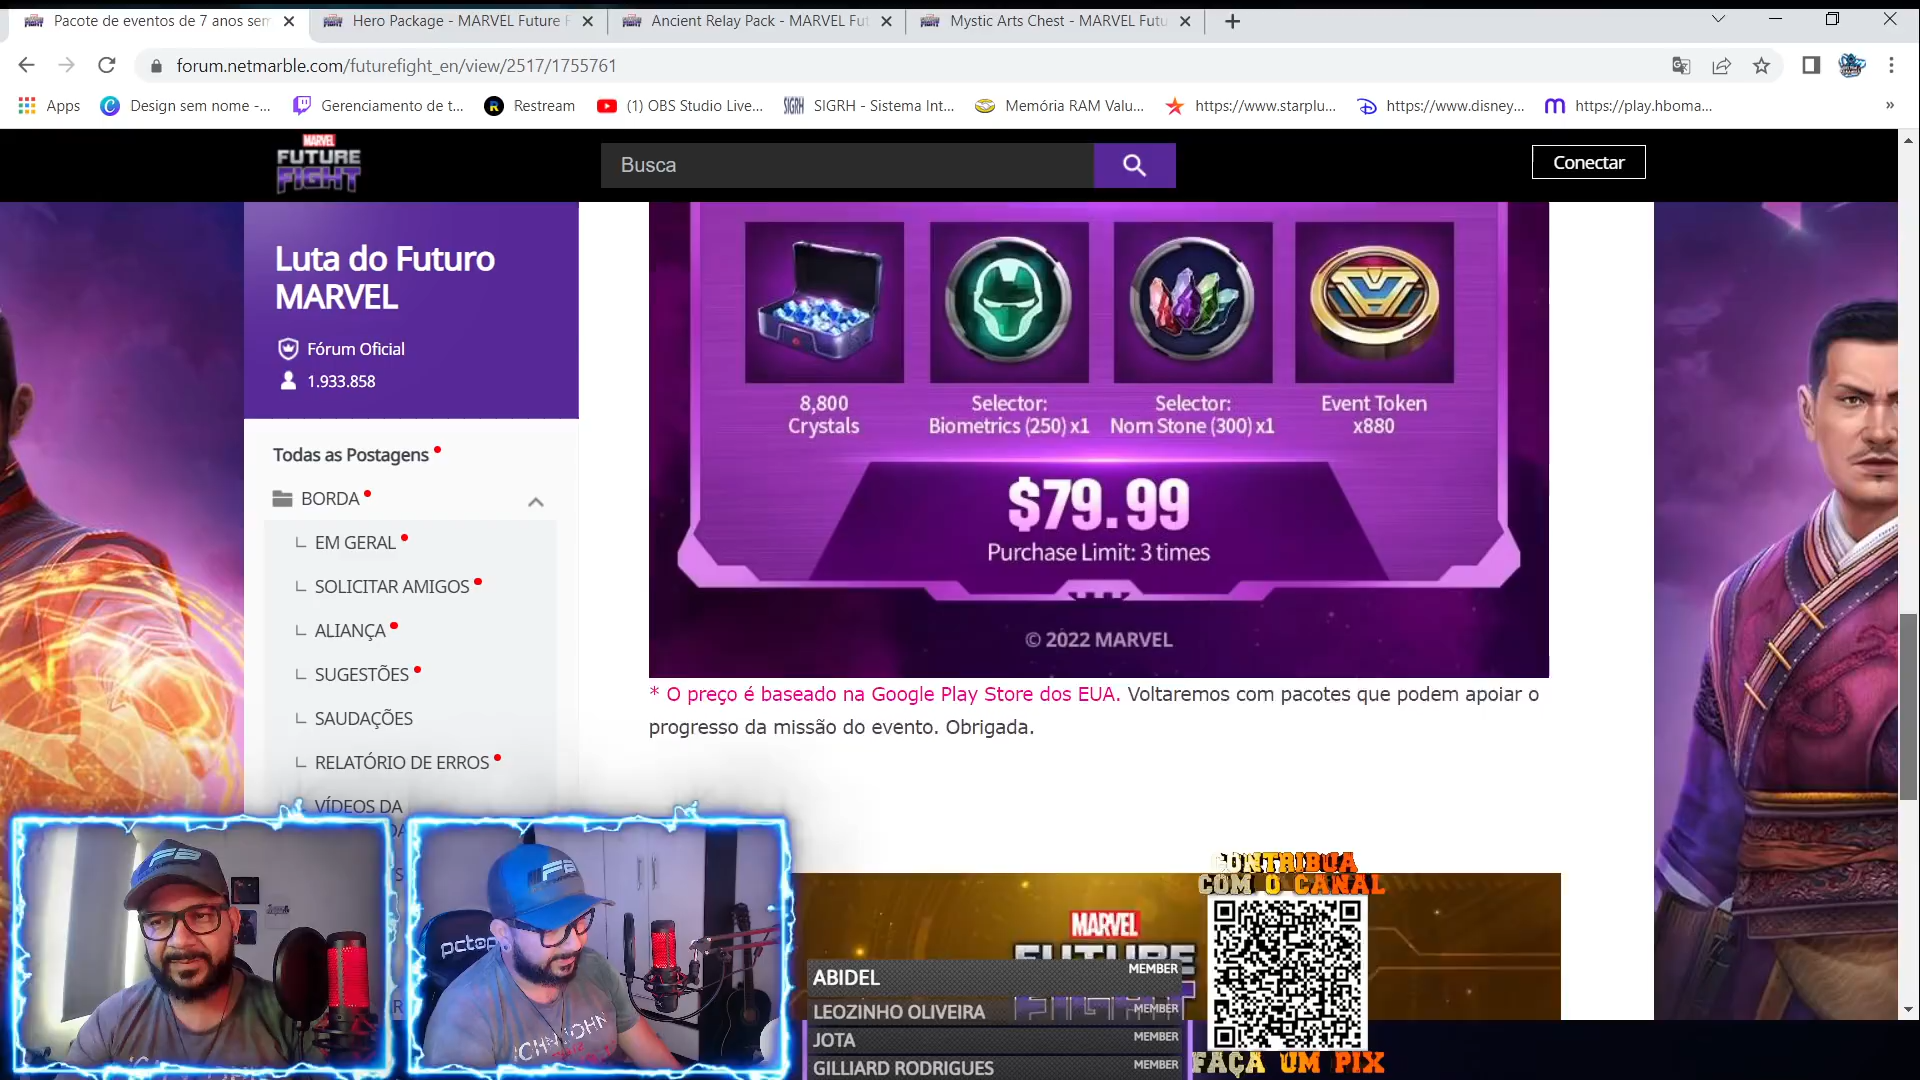 Pacote de eventos de 7 anos sem
Hero Package - MARVEL Future F
Ancient Relay Pack - MARVEL Fut
Mystic Arts Chest - MARVEL Futu
forum.netmarble.com/futurefight_en/view/2517/1755761
Apps
Design sem nome -...
Gerenciamento de t...
Restream
(1) OBS Studio Live...
SIGRH - Sistema Int...
Memória RAM Valu...
https://www.starplu...
https://www.disney...
https://play.hboma...
»
MARVEL
FUTURE
FIGHT
Busca
Conectar
Luta do Futuro
MARVEL
Fórum Oficial
1.933.858
Todas as Postagens
BORDA
EM GERAL
SOLICITAR AMIGOS
ALIANÇA
SUGESTÕES
SAUDAÇÕES
RELATÓRIO DE ERROS
VÍDEOS DA
8,800
Crystals
Selector:
Biometrics (250) x1
Selector:
Norn Stone (300) x1
Event Token
x880
$79.99
Purchase Limit: 3 times
© 2022 MARVEL
* O preço é baseado na Google Play Store dos EUA. Voltaremos com pacotes que podem apoiar o
progresso da missão do evento. Obrigada.
pctop
MARVEL
FUTURE
FIGHT
ABIDEL MEMBER
LEOZINHO OLIVEIRA MEMBER
JOTA MEMBER
GILLIARD RODRIGUES MEMBER
CONTRIBUA
COM O CANAL
FAÇA UM PIX